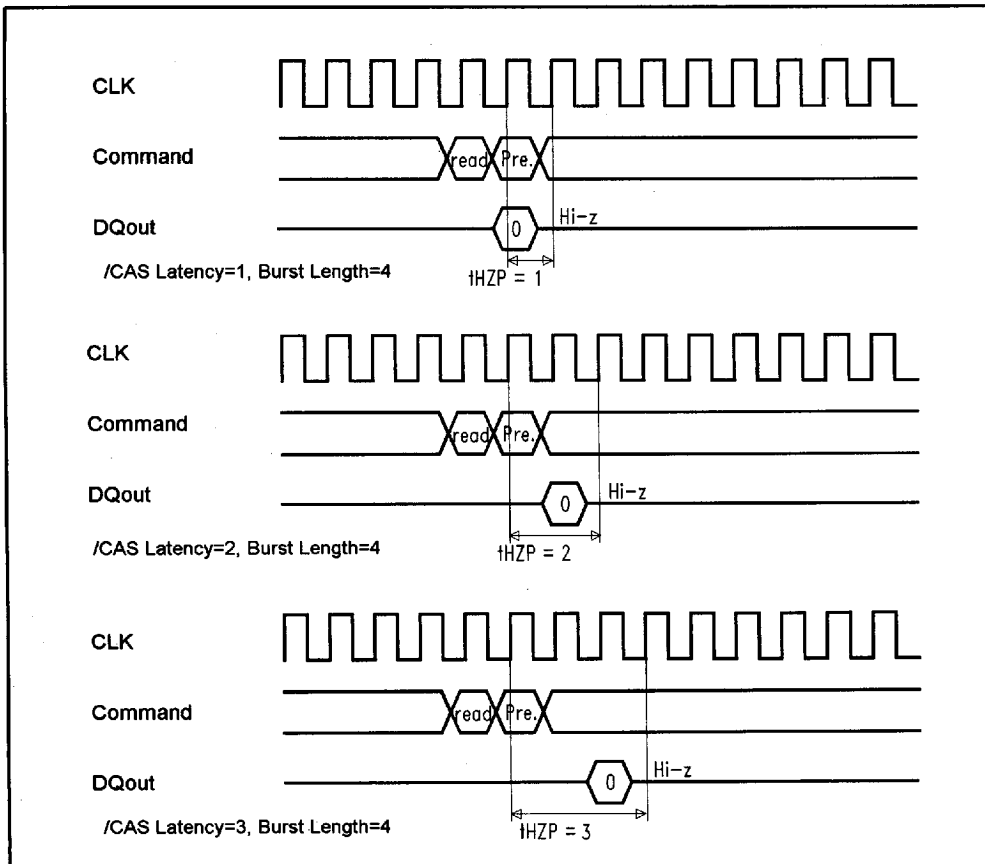 CLK
Command
read Pre.
DQout
0
Hi-z
/CAS Latency=1, Burst Length=4
tHZP = 1
CLK
Command
read Pre.
DQout
0
Hi-z
/CAS Latency=2, Burst Length=4
tHZP = 2
CLK
Command
read Pre.
DQout
0
Hi-z
/CAS Latency=3, Burst Length=4
tHZP = 3